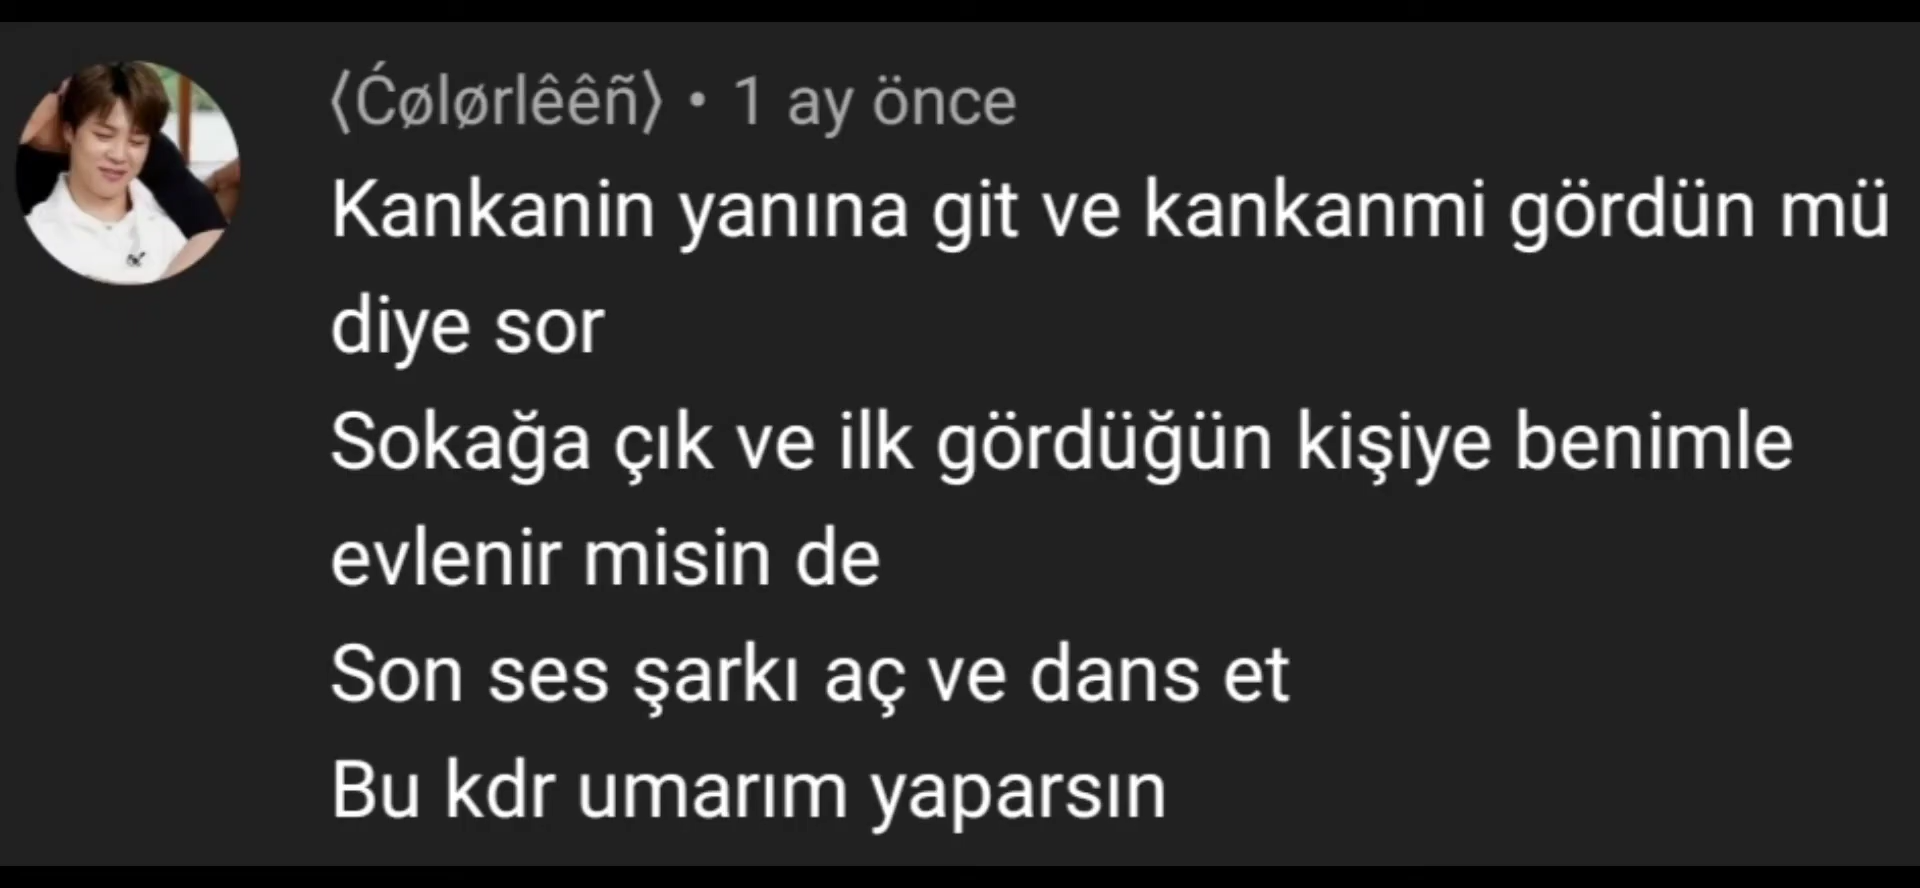 ⟨Ćølørlêêñ⟩ • 1 ay önce
Kankanin yanına git ve kankanmi gördün mü
diye sor
Sokağa çık ve ilk gördüğün kişiye benimle
evlenir misin de
Son ses şarkı aç ve dans et
Bu kdr umarım yaparsın